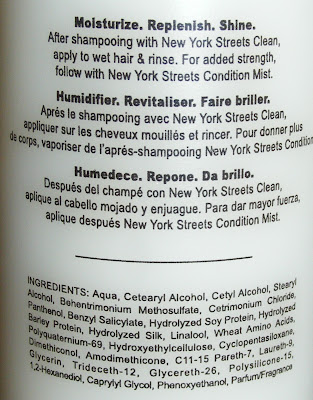 Moisturize. Replenish. Shine.
After shampooing with New York Streets Clean,
apply to wet hair & rinse. For added strength,
follow with New York Streets Condition Mist.
Humidifier. Revitaliser. Faire briller.
Aprés le shampooing avec New York Streets Clean,
appliquer sur les cheveux mouillés et rincer. Pour donner plus
de corps, vaporiser de l'aprés-shampooing New York Streets Condition
Humedece. Repone. Da brillo.
Después del champé con New York Streets Clean,
aplique al cabello mojado y enjuague. Para dar mayor fuerza,
aplique después New York Streets Condition Mist.
INGREDIENTS: Aqua, Cetearyl Alcohol, Cetyl Alcohol, Stearyl
Alcohol, Behentrimonium Methosulfate, Cetrimonium Chloride,
Panthenol, Benzyl Salicylate, Hydrolyzed Soy Protein, Hydrolyzed
Barley Protein, Hydrolyzed Silk, Linalool, Wheat Amino Acids,
Polyquaternium-69, Hydroxyethylcellulose, Cyclopentasiloxane,
Dimethiconol, Amodimethicone, C11-15 Pareth-7, Laureth-9,
Glycerin, Trideceth-12, Glycereth-26, Polysilicone-15,
1,2-Hexanediol, Caprylyl Glycol, Phenoxyethanol, Parfum/Fragrance